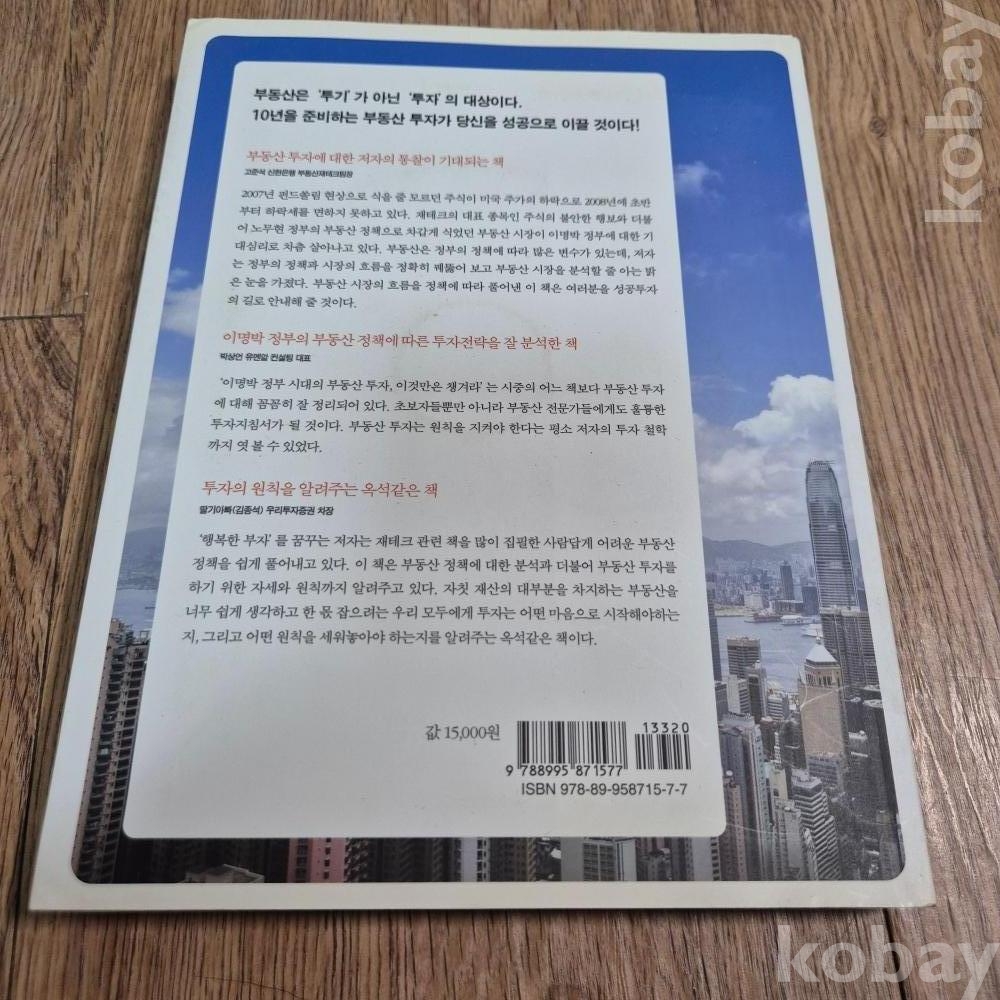 부동산은 '투기'가 아닌 '투자'의 대상이다.
10년을 준비하는 부동산 투자가 당신을 성공으로 이끌 것이다!
부동산 투자에 대한 저자의 통찰이 기대되는 책
고준석 신한은행 부동산재테크팀장
2007년 펀드쏠림 현상으로 식을 줄 모르던 주식이 미국 주가의 하락으로 2008년에 초반
부터 하락세를 면하지 못하고 있다. 재테크의 대표 종목인 주식의 불안한 행보와 더불
어 노무현 정부의 부동산 정책으로 차갑게 식었던 부동산 시장이 이명박 정부에 대한 기
대심리로 차츰 살아나고 있다. 부동산은 정부의 정책에 따라 많은 변수가 있는데, 저자
는 정부의 정책과 시장의 흐름을 정확히 꿰뚫어 보고 부동산 시장을 분석할 줄 아는 밝
은 눈을 가졌다. 부동산 시장의 흐름을 정책에 따라 풀어낸 이 책은 여러분을 성공투자
의 길로 안내해 줄 것이다.
이명박 정부의 부동산 정책에 따른 투자전략을 잘 분석한 책
박상언 유엔알 컨설팅 대표
'이명박 정부 시대의 부동산 투자, 이것만은 챙겨라'는 시중의 어느 책보다 부동산 투자
에 대해 꼼꼼히 잘 정리되어 있다. 초보자들뿐만 아니라 부동산 전문가들에게도 훌륭한
투자지침서가 될 것이다. 부동산 투자는 원칙을 지켜야 한다는 평소 저자의 투자 철학
까지 엿 볼 수 있었다.
투자의 원칙을 알려주는 옥석같은 책
딸기아빠(김종석) 우리투자증권 차장
'행복한 부자'를 꿈꾸는 저자는 재테크 관련 책을 많이 집필한 사람답게 어려운 부동산
정책을 쉽게 풀어내고 있다. 이 책은 부동산 정책에 대한 분석과 더불어 부동산 투자를
하기 위한 자세와 원칙까지 알려주고 있다. 자칫 재산의 대부분을 차지하는 부동산을
너무 쉽게 생각하고 한 몫 잡으려는 우리 모두에게 투자는 어떤 마음으로 시작해야하는
지, 그리고 어떤 원칙을 세워놓아야 하는지를 알려주는 옥석같은 책이다.
값 15,000원
13320
9 788995 871577
ISBN 978-89-958715-7-7
kobay
kobay